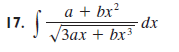 17. ∫ (a + bx²) / √(3ax + bx³) dx